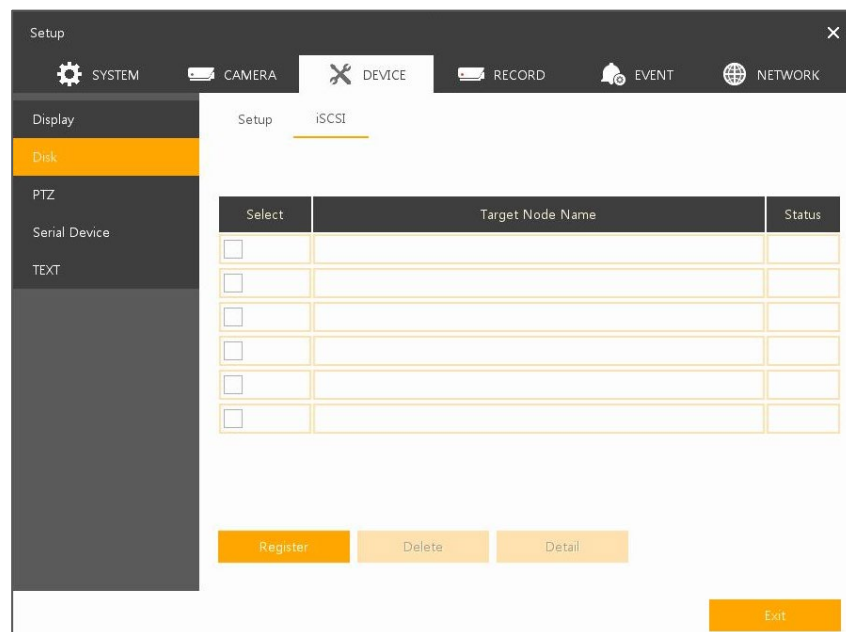 Setup
SYSTEM CAMERA DEVICE RECORD EVENT NETWORK
Display
Disk
PTZ
Serial Device
TEXT
Setup iSCSI
Select Target Node Name Status
Register Delete Detail
Exit